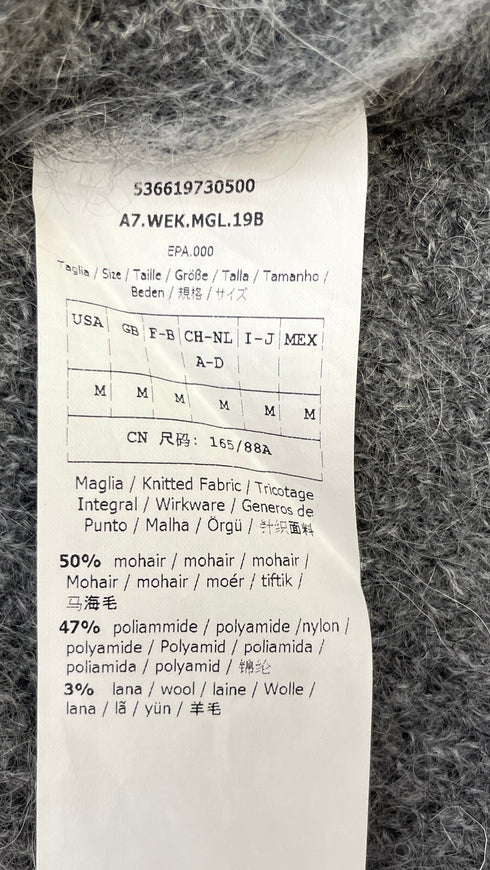 536619730500
A7.WEK.MGL.19B
EPA.000
Taglia / Size / Taille / Größe / Talla / Tamanho /
Beden / 規格 / サイズ
USA GB F-B CH-NL I-J MEX
A-D
M M M M M M
CN 尺码: 165/88A
Maglia / Knitted Fabric / Tricotage
Integral / Wirkware / Generos de
Punto / Malha / Örgü / 针织面料
50% mohair / mohair / mohair /
Mohair / mohair / moér / tiftik /
马海毛
47% poliammide / polyamide /nylon /
polyamide / Polyamid / poliamida /
poliamida / polyamid / 锦纶
3% lana / wool / laine / Wolle /
lana / lã / yün / 羊毛